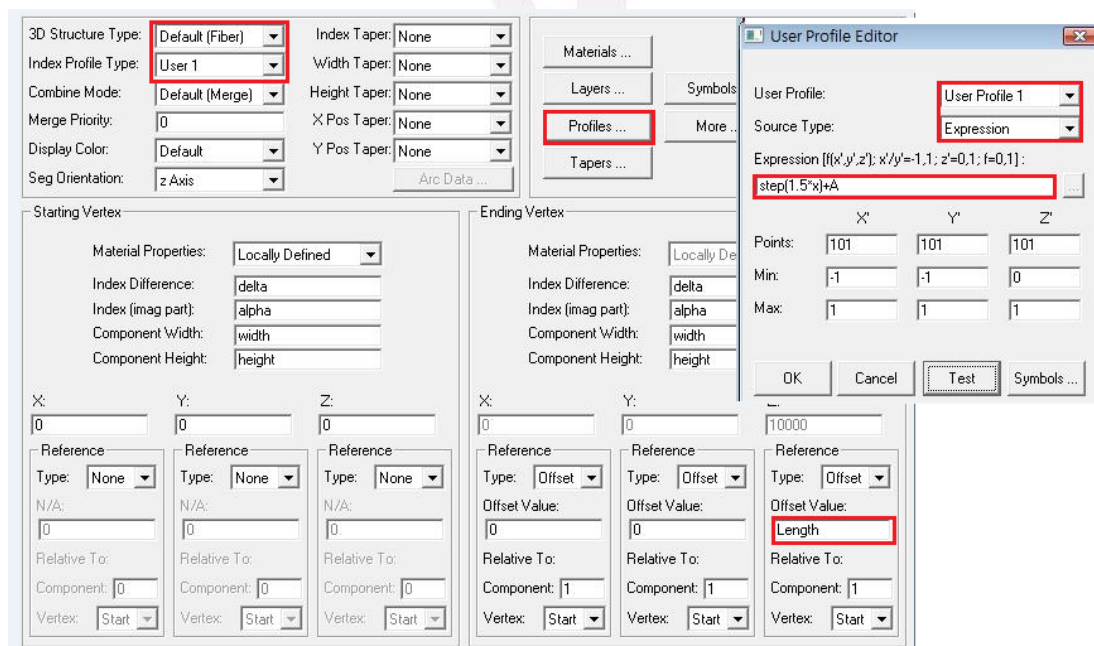 3D Structure Type: Default (Fiber) Index Taper: None
Index Profile Type: User 1 Width Taper: None
Combine Mode: Default (Merge) Height Taper: None
Merge Priority: 0 X Pos Taper: None
Display Color: Default Y Pos Taper: None
Seg Orientation: z Axis Arc Data ...
Materials ...
Layers ... Symbols
Profiles ... More ..
Tapers ...
User Profile Editor
User Profile: User Profile 1
Source Type: Expression
Expression [f(x',y',z'); x'/y'=-1,1; z'=0,1; f=0,1] :
step(1.5*x)+A ...
X' Y' Z'
Points: 101 101 101
Min: -1 -1 0
Max: 1 1 1
OK Cancel Test Symbols ...
Starting Vertex
Material Properties: Locally Defined
Index Difference: delta
Index (imag part): alpha
Component Width: width
Component Height: height
X: Y: Z:
0 0 0
Reference Reference Reference
Type: None Type: None Type: None
N/A: N/A: N/A:
0 0 0
Relative To: Relative To: Relative To:
Component: 0 Component: 0 Component: 0
Vertex: Start Vertex: Start Vertex: Start
Ending Vertex
Material Properties: Locally De
Index Difference: delta
Index (imag part): alpha
Component Width: width
Component Height: height
X: Y:
0 0 10000
Reference Reference Reference
Type: Offset Type: Offset Type: Offset
Offset Value: Offset Value: Offset Value:
0 0 Length
Relative To: Relative To: Relative To:
Component: 1 Component: 1 Component: 1
Vertex: Start Vertex: Start Vertex: Start